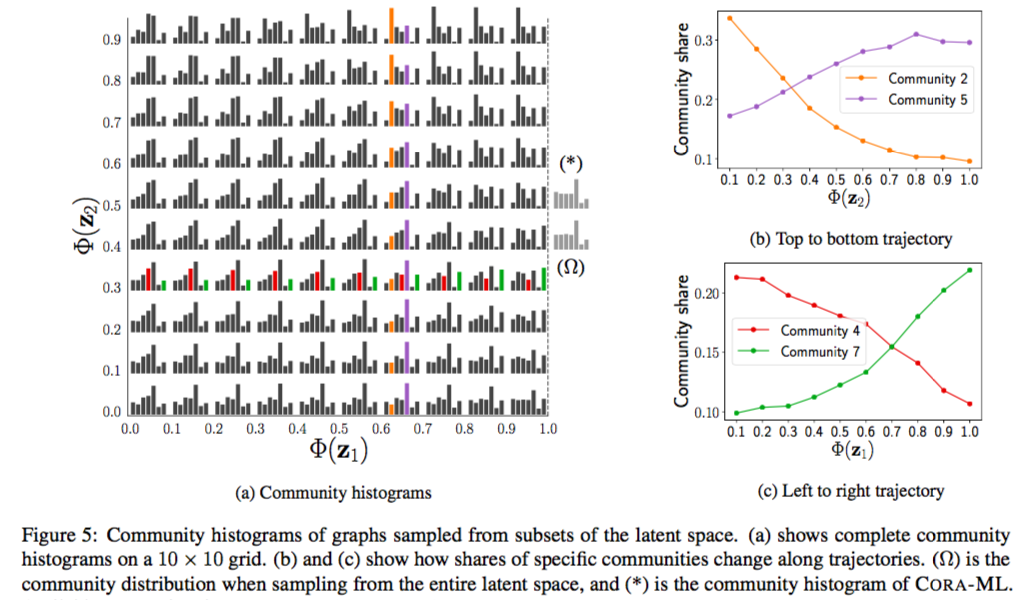 0.9
0.8
0.7
0.6
0.5
0.4
0.3
0.2
0.1
0.0
Φ(z₂)
0.0 0.1 0.2 0.3 0.4 0.5 0.6 0.7 0.8 0.9 1.0
Φ(z₁)
(*)
(Ω)
(a) Community histograms
Community share
0.3
0.2
0.1
Community 2
Community 5
0.1 0.2 0.3 0.4 0.5 0.6 0.7 0.8 0.9 1.0
Φ(z₂)
(b) Top to bottom trajectory
Community share
0.20
0.15
0.10
Community 4
Community 7
0.1 0.2 0.3 0.4 0.5 0.6 0.7 0.8 0.9 1.0
Φ(z₁)
(c) Left to right trajectory
Figure 5: Community histograms of graphs sampled from subsets of the latent space. (a) shows complete community
histograms on a 10 × 10 grid. (b) and (c) show how shares of specific communities change along trajectories. (Ω) is the
community distribution when sampling from the entire latent space, and (*) is the community histogram of CORA-ML.